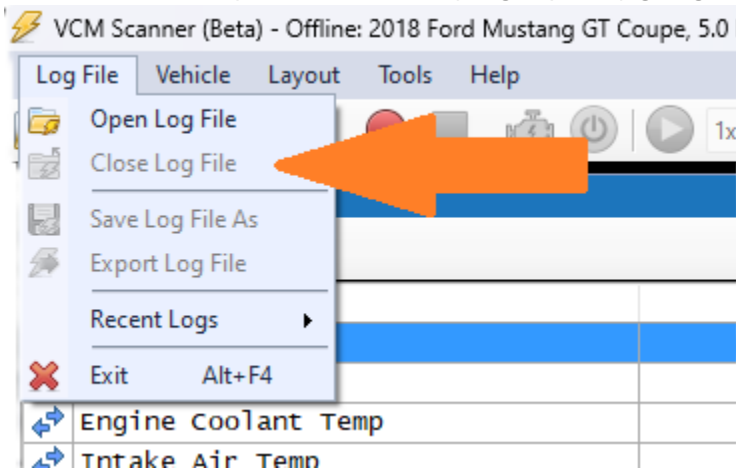 VCM Scanner (Beta) - Offline: 2018 Ford Mustang GT Coupe, 5.0
Log File Vehicle Layout Tools Help
1x
Open Log File
Close Log File
Save Log File As
Export Log File
Recent Logs
Exit Alt+F4
Engine Coolant Temp
Intake Air Temp